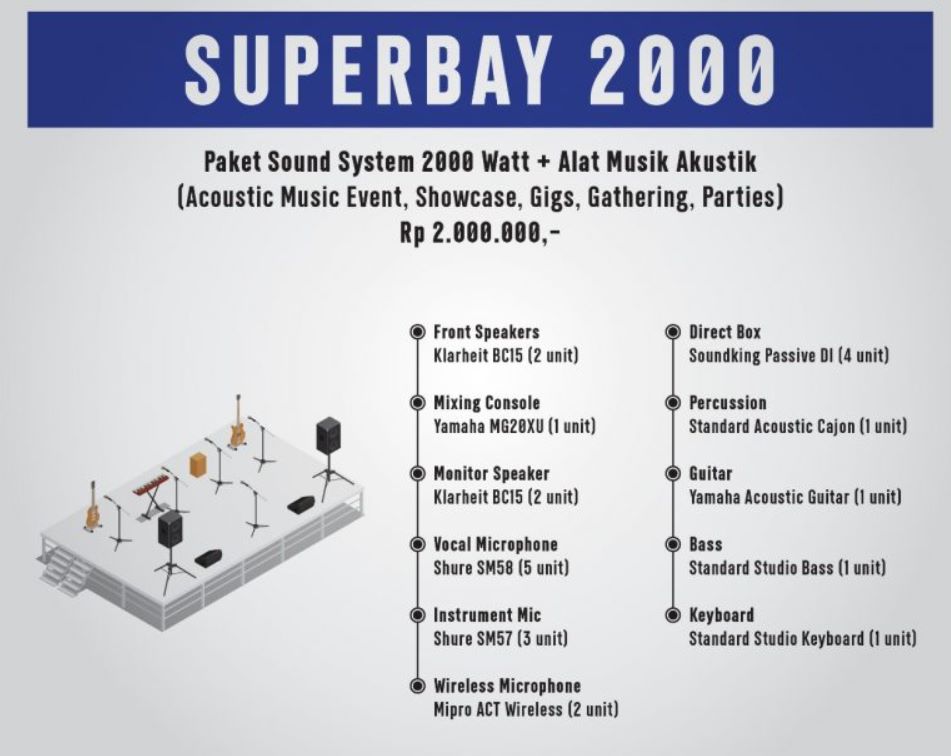 SUPERBAY 2000
Paket Sound System 2000 Watt + Alat Musik Akustik
(Acoustic Music Event, Showcase, Gigs, Gathering, Parties)
Rp 2.000.000,-
Front Speakers
Klarheit BC15 (2 unit)
Mixing Console
Yamaha MG20XU (1 unit)
Monitor Speaker
Klarheit BC15 (2 unit)
Vocal Microphone
Shure SM58 (5 unit)
Instrument Mic
Shure SM57 (3 unit)
Wireless Microphone
Mipro ACT Wireless (2 unit)
Direct Box
Soundking Passive DI (4 unit)
Percussion
Standard Acoustic Cajon (1 unit)
Guitar
Yamaha Acoustic Guitar (1 unit)
Bass
Standard Studio Bass (1 unit)
Keyboard
Standard Studio Keyboard (1 unit)